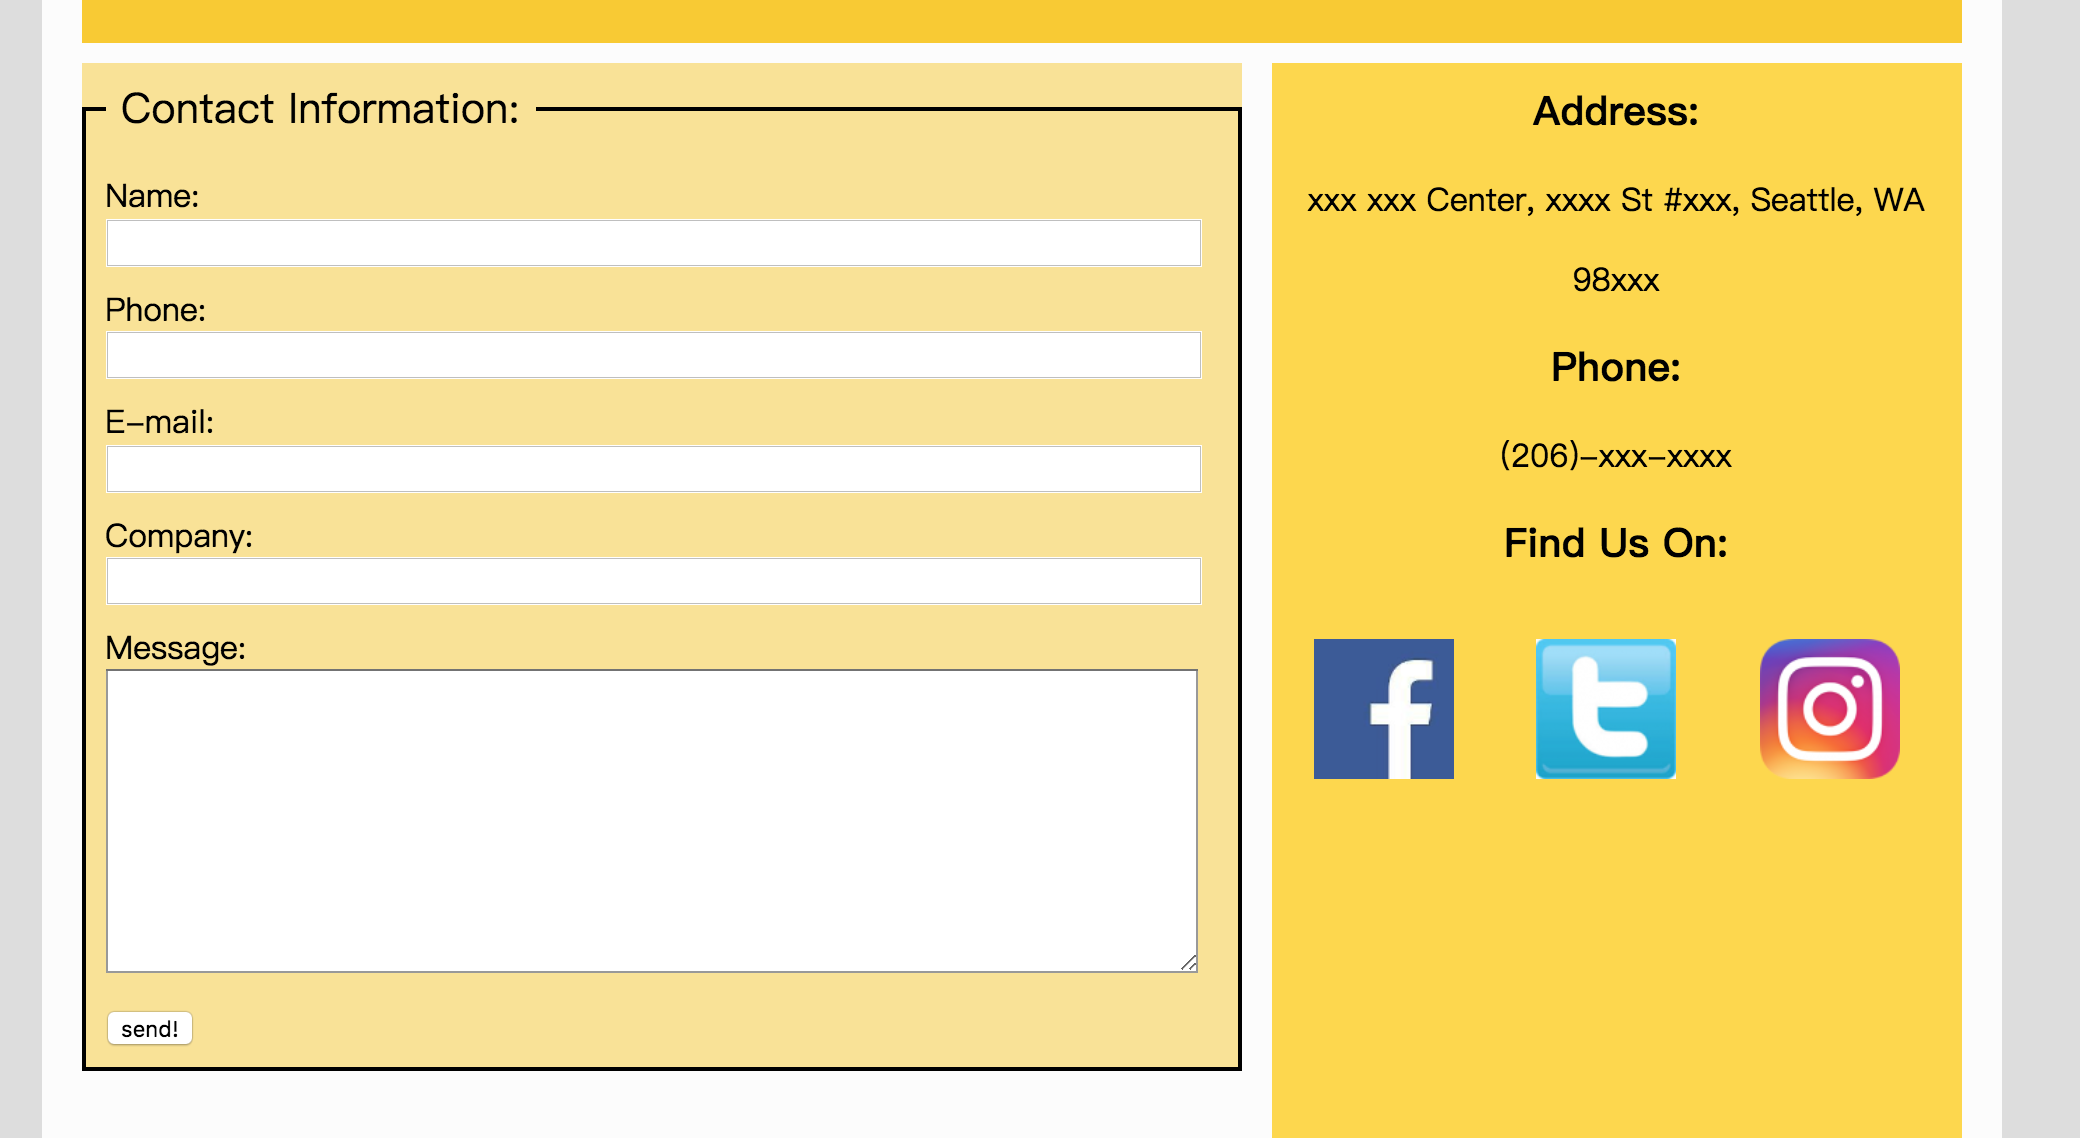 Contact Information:
Name:
Phone:
E-mail:
Company:
Message:
send!
Address:
xxx xxx Center, xxxx St #xxx, Seattle, WA
98xxx
Phone:
(206)-xxx-xxxx
Find Us On: